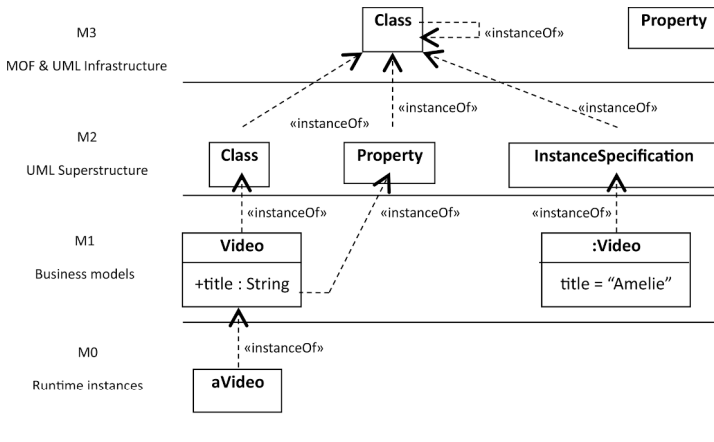 M3
MOF & UML Infrastructure
Class
«instanceOf»
Property
«instanceOf»
«instanceOf»
«instanceOf»
M2
UML Superstructure
Class
Property
InstanceSpecification
«instanceOf»
«instanceOf»
«instanceOf»
M1
Business models
Video
+title : String
:Video
title = “Amelie”
«instanceOf»
M0
Runtime instances
aVideo